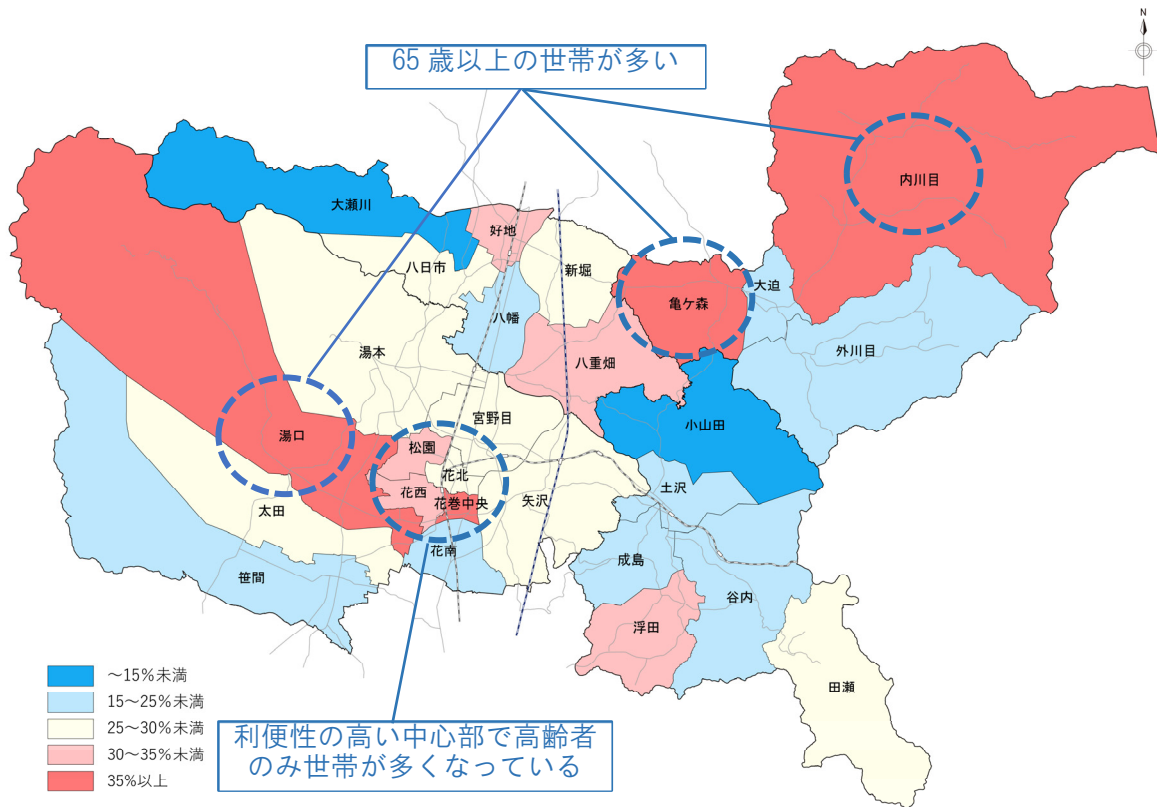 N
65歳以上の世帯が多い
内川目
大瀬川
好地
新堀
八日市
亀ケ森
大迫
八幡
外川目
湯本
八重畑
宮野目
小山田
湯口
松園
花北
土沢
花西
花巻中央
矢沢
太田
花南
成島
笹間
谷内
浮田
田瀬
～15%未満
15～25%未満
25～30%未満
30～35%未満
35%以上
利便性の高い中心部で高齢者
のみ世帯が多くなっている